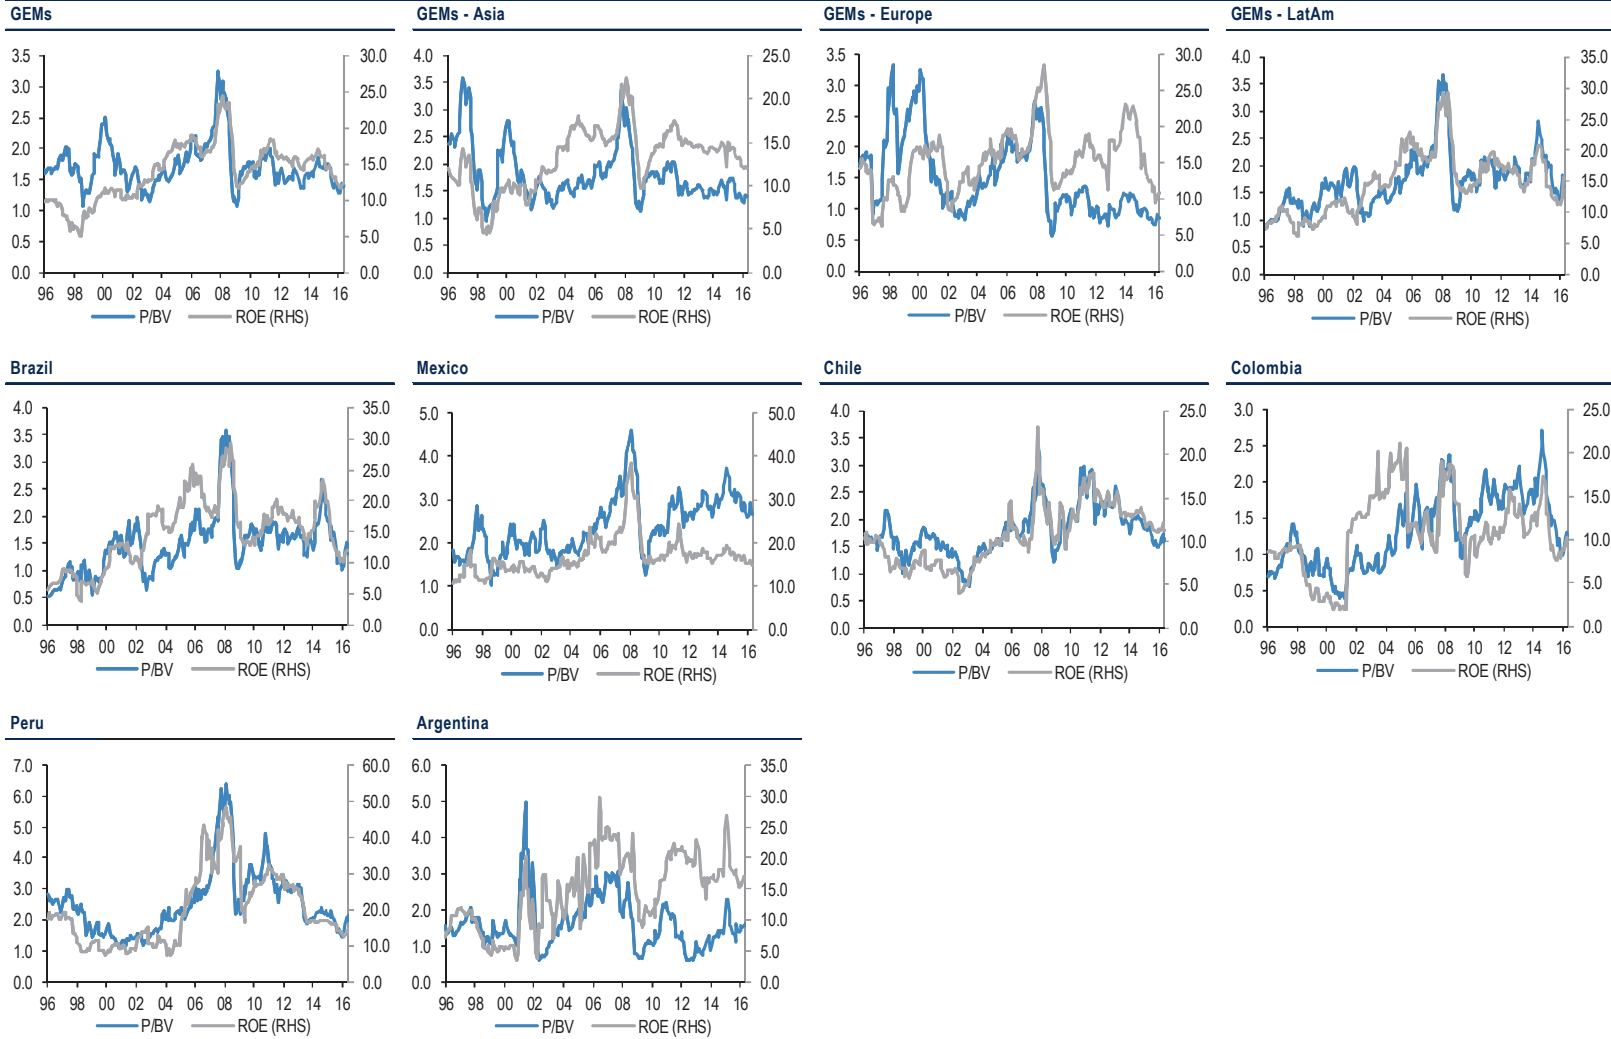 GEMs
GEMs - Asia
GEMs - Europe
GEMs - LatAm
3.5 3.0 2.5 2.0 1.5 1.0 0.5 0.0
30.0 25.0 20.0 15.0 10.0 5.0 0.0
96 98 00 02 04 06 08 10 12 14 16
P/BV ROE (RHS)
4.0 3.5 3.0 2.5 2.0 1.5 1.0 0.5 0.0
25.0 20.0 15.0 10.0 5.0 0.0
96 98 00 02 04 06 08 10 12 14 16
P/BV ROE (RHS)
3.5 3.0 2.5 2.0 1.5 1.0 0.5 0.0
30.0 25.0 20.0 15.0 10.0 5.0 0.0
96 98 00 02 04 06 08 10 12 14 16
P/BV ROE (RHS)
4.0 3.5 3.0 2.5 2.0 1.5 1.0 0.5 0.0
35.0 30.0 25.0 20.0 15.0 10.0 5.0 0.0
96 98 00 02 04 06 08 10 12 14 16
P/BV ROE (RHS)
Brazil
Mexico
Chile
Colombia
4.0 3.5 3.0 2.5 2.0 1.5 1.0 0.5 0.0
35.0 30.0 25.0 20.0 15.0 10.0 5.0 0.0
96 98 00 02 04 06 08 10 12 14 16
P/BV ROE (RHS)
5.0 4.0 3.0 2.0 1.0 0.0
50.0 40.0 30.0 20.0 10.0 0.0
96 98 00 02 04 06 08 10 12 14 16
P/BV ROE (RHS)
4.0 3.5 3.0 2.5 2.0 1.5 1.0 0.5 0.0
25.0 20.0 15.0 10.0 5.0 0.0
96 98 00 02 04 06 08 10 12 14 16
P/BV ROE (RHS)
3.0 2.5 2.0 1.5 1.0 0.5 0.0
25.0 20.0 15.0 10.0 5.0 0.0
96 98 00 02 04 06 08 10 12 14 16
P/BV ROE (RHS)
Peru
Argentina
7.0 6.0 5.0 4.0 3.0 2.0 1.0 0.0
60.0 50.0 40.0 30.0 20.0 10.0 0.0
96 98 00 02 04 06 08 10 12 14 16
P/BV ROE (RHS)
6.0 5.0 4.0 3.0 2.0 1.0 0.0
35.0 30.0 25.0 20.0 15.0 10.0 5.0 0.0
96 98 00 02 04 06 08 10 12 14 16
P/BV ROE (RHS)